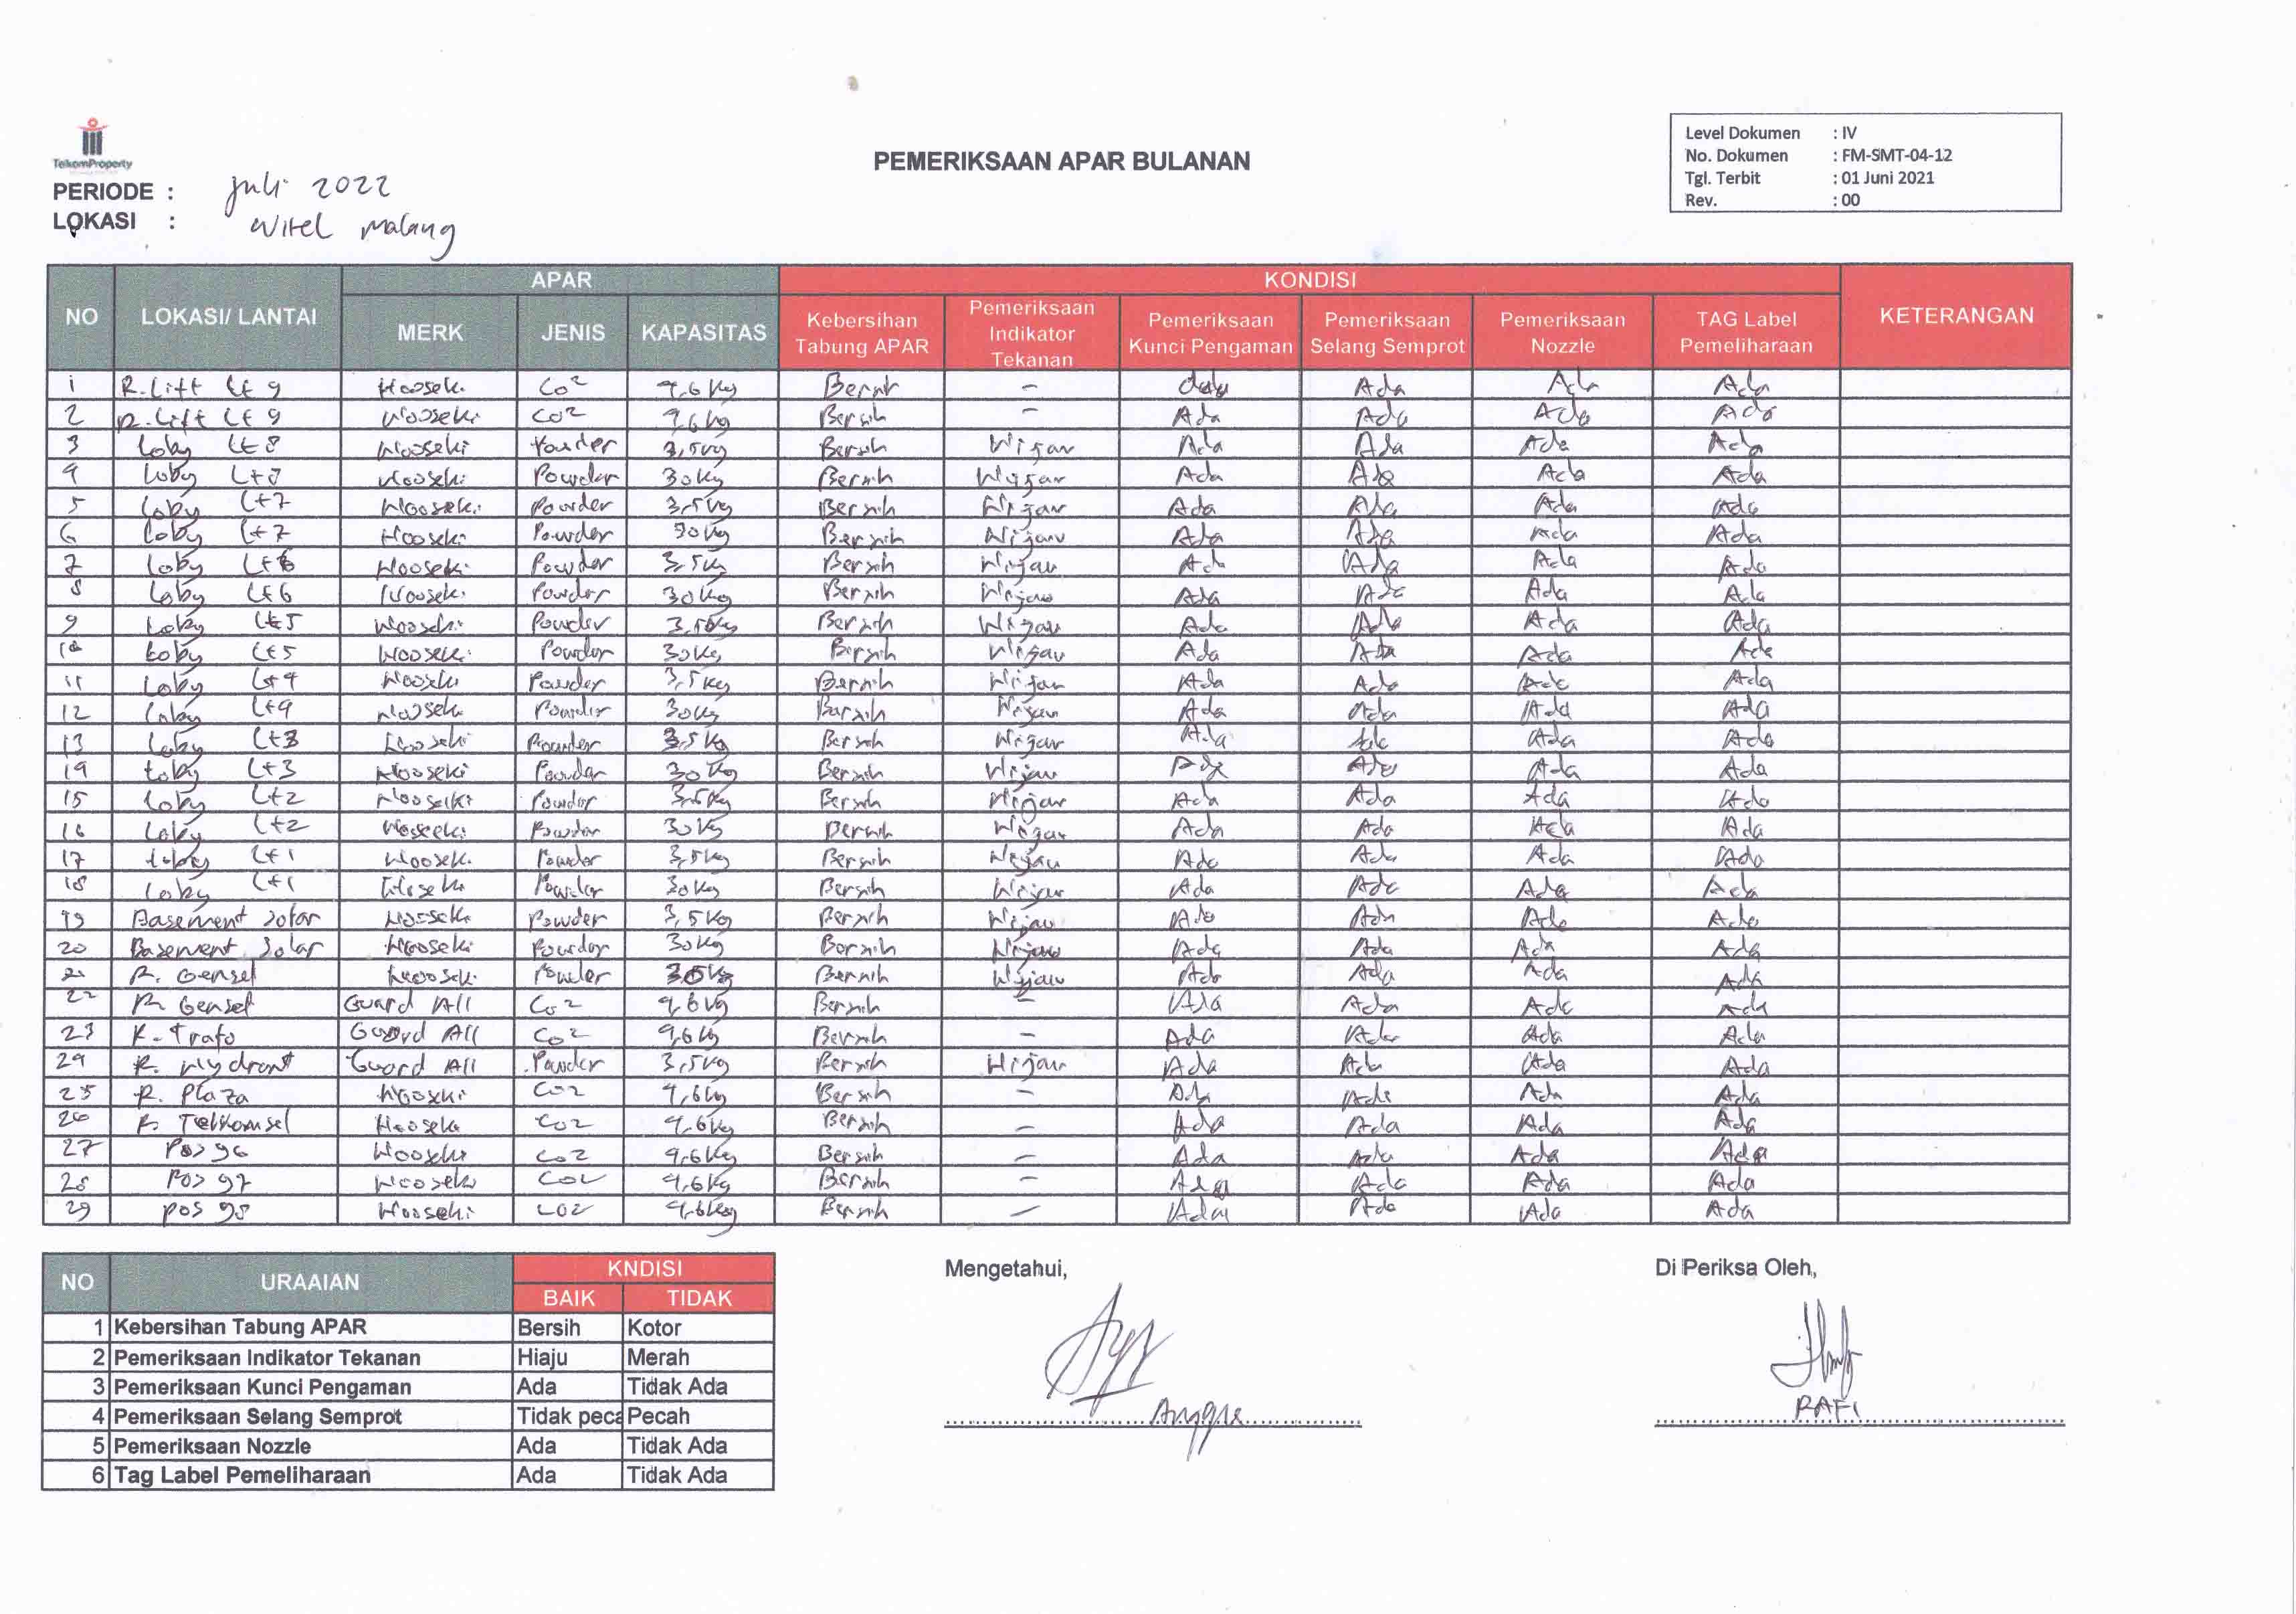 TelkomProperty
PEMERIKSAAN APAR BULANAN
Level Dokumen : IV
No. Dokumen : FM-SMT-04-12
Tgl. Terbit : 01 Juni 2021
Rev. : 00
PERIODE : Juli 2022
LOKASI : Witel Malang
NO LOKASI/ LANTAI APAR KONDISI KETERANGAN
MERK JENIS KAPASITAS Kebersihan Tabung APAR Pemeriksaan Indikator Tekanan Pemeriksaan Kunci Pengaman Pemeriksaan Selang Semprot Pemeriksaan Nozzle TAG Label Pemeliharaan
1 R.Lift Lt 9 Hooseki CO2 4,6 Kg Bersih - Ada Ada Ada Ada
2 R.Lift Lt 9 Hooseki CO2 4,6 Kg Bersih - Ada Ada Ada Ada
3 Loby Lt 8 Hooseki Powder 3,5 Kg Bersih Hijau Ada Ada Ada Ada
4 Loby Lt 8 Hooseki Powder 30 Kg Bersih Hijau Ada Ada Ada Ada
5 Loby Lt 7 Hooseki Powder 3,5 Kg Bersih Hijau Ada Ada Ada Ada
6 Loby Lt 7 Hooseki Powder 30 Kg Bersih Hijau Ada Ada Ada Ada
7 Loby Lt 6 Hooseki Powder 3,5 Kg Bersih Hijau Ada Ada Ada Ada
8 Loby Lt 6 Hooseki Powder 30 Kg Bersih Hijau Ada Ada Ada Ada
9 Loby Lt 5 Hooseki Powder 3,5 Kg Bersih Hijau Ada Ada Ada Ada
10 Loby Lt 5 Hooseki Powder 30 Kg Bersih Hijau Ada Ada Ada Ada
11 Loby Lt 4 Hooseki Powder 3,5 Kg Bersih Hijau Ada Ada Ada Ada
12 Loby Lt 4 Hooseki Powder 30 Kg Bersih Hijau Ada Ada Ada Ada
13 Loby Lt 3 Hooseki Powder 3,5 Kg Bersih Hijau Ada Ada Ada Ada
14 Loby Lt 3 Hooseki Powder 30 Kg Bersih Hijau Ada Ada Ada Ada
15 Loby Lt 2 Hooseki Powder 3,5 Kg Bersih Hijau Ada Ada Ada Ada
16 Loby Lt 2 Hooseki Powder 30 Kg Bersih Hijau Ada Ada Ada Ada
17 Loby Lt 1 Hooseki Powder 3,5 Kg Bersih Hijau Ada Ada Ada Ada
18 Loby Lt 1 Hooseki Powder 30 Kg Bersih Hijau Ada Ada Ada Ada
19 Basement Solar Hooseki Powder 3,5 Kg Bersih Hijau Ada Ada Ada Ada
20 Basement Solar Hooseki Powder 30 Kg Bersih Hijau Ada Ada Ada Ada
21 R. Genset Hooseki Powder Bersih Hijau Ada Ada Ada Ada
22 R. Genset Guard All CO2 4,6 Kg Bersih - Ada Ada Ada Ada
23 R. Trafo Guard All CO2 4,6 Kg Bersih - Ada Ada Ada Ada
24 R. Hydrant Guard All Powder 3,5 Kg Bersih Hijau Ada Ada Ada Ada
25 R. Plaza Hooseki CO2 4,6 Kg Bersih - Ada Ada Ada Ada
26 R. Telkomsel Hooseki CO2 4,6 Kg Bersih - Ada Ada Ada Ada
27 Pos 96 Hooseki CO2 4,6 Kg Bersih - Ada Ada Ada Ada
28 Pos 97 Hooseki CO2 4,6 Kg Bersih - Ada Ada Ada Ada
29 Pos 98 Hooseki CO2 4,6 Kg Bersih - Ada Ada Ada Ada
NO URAAIAN KNDISI
BAIK TIDAK
1 Kebersihan Tabung APAR Bersih Kotor
2 Pemeriksaan Indikator Tekanan Hiaju Merah
3 Pemeriksaan Kunci Pengaman Ada Tidak Ada
4 Pemeriksaan Selang Semprot Tidak peca Pecah
5 Pemeriksaan Nozzle Ada Tidak Ada
6 Tag Label Pemeliharaan Ada Tidak Ada
Mengetahui,
Di Periksa Oleh,
RAFI